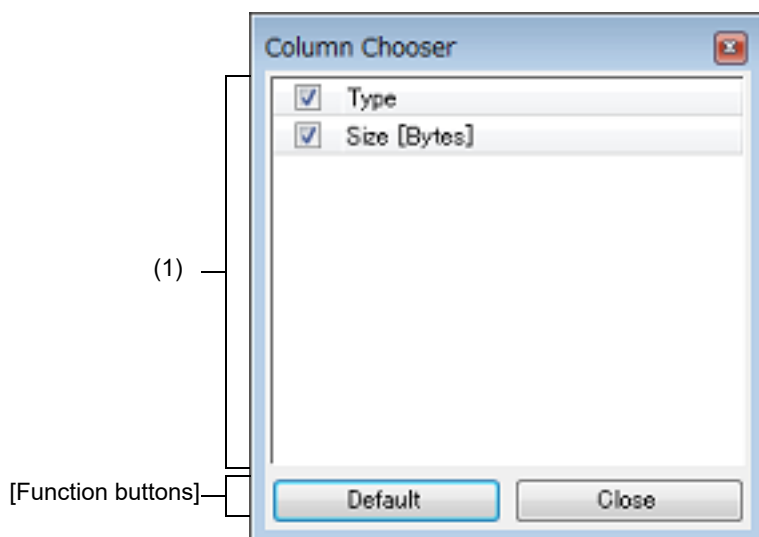 Column Chooser
Type
Size [Bytes]
(1)
[Function buttons]
Default
Close